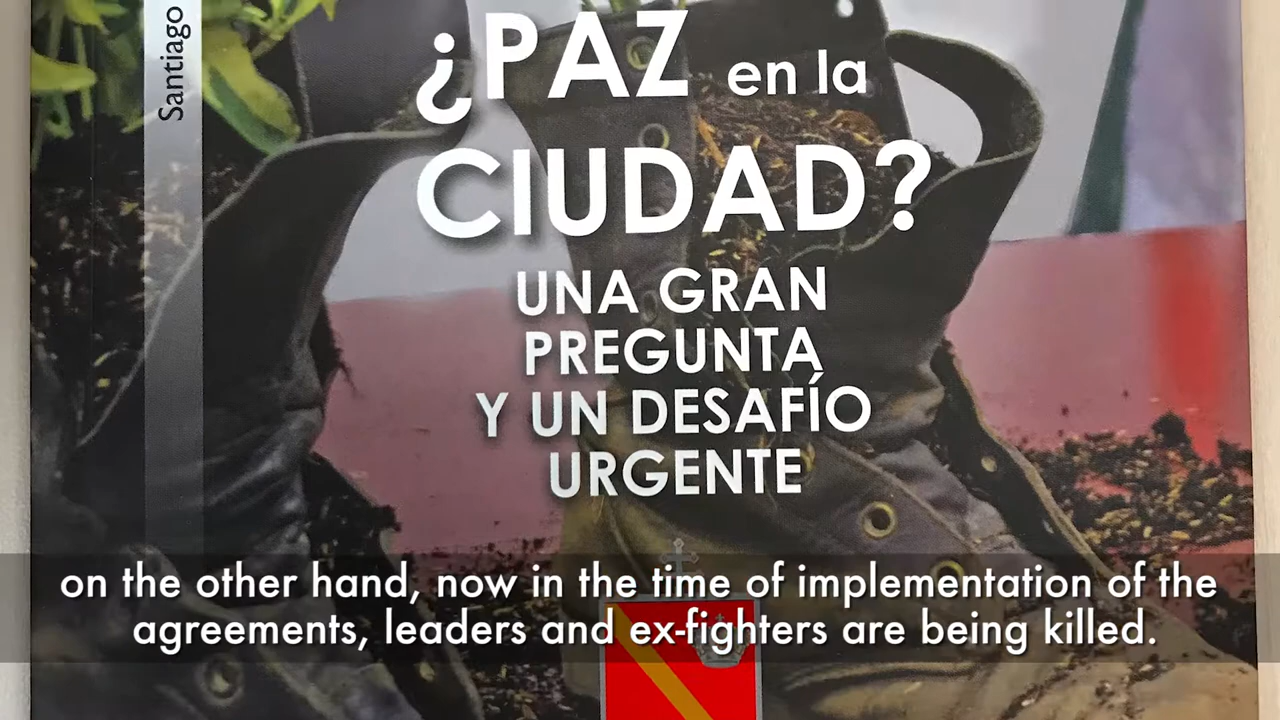 Santiago
¿PAZ en la
CIUDAD?
UNA GRAN
PREGUNTA
Y UN DESAFÍO
URGENTE
on the other hand, now in the time of implementation of the
agreements, leaders and ex-fighters are being killed.